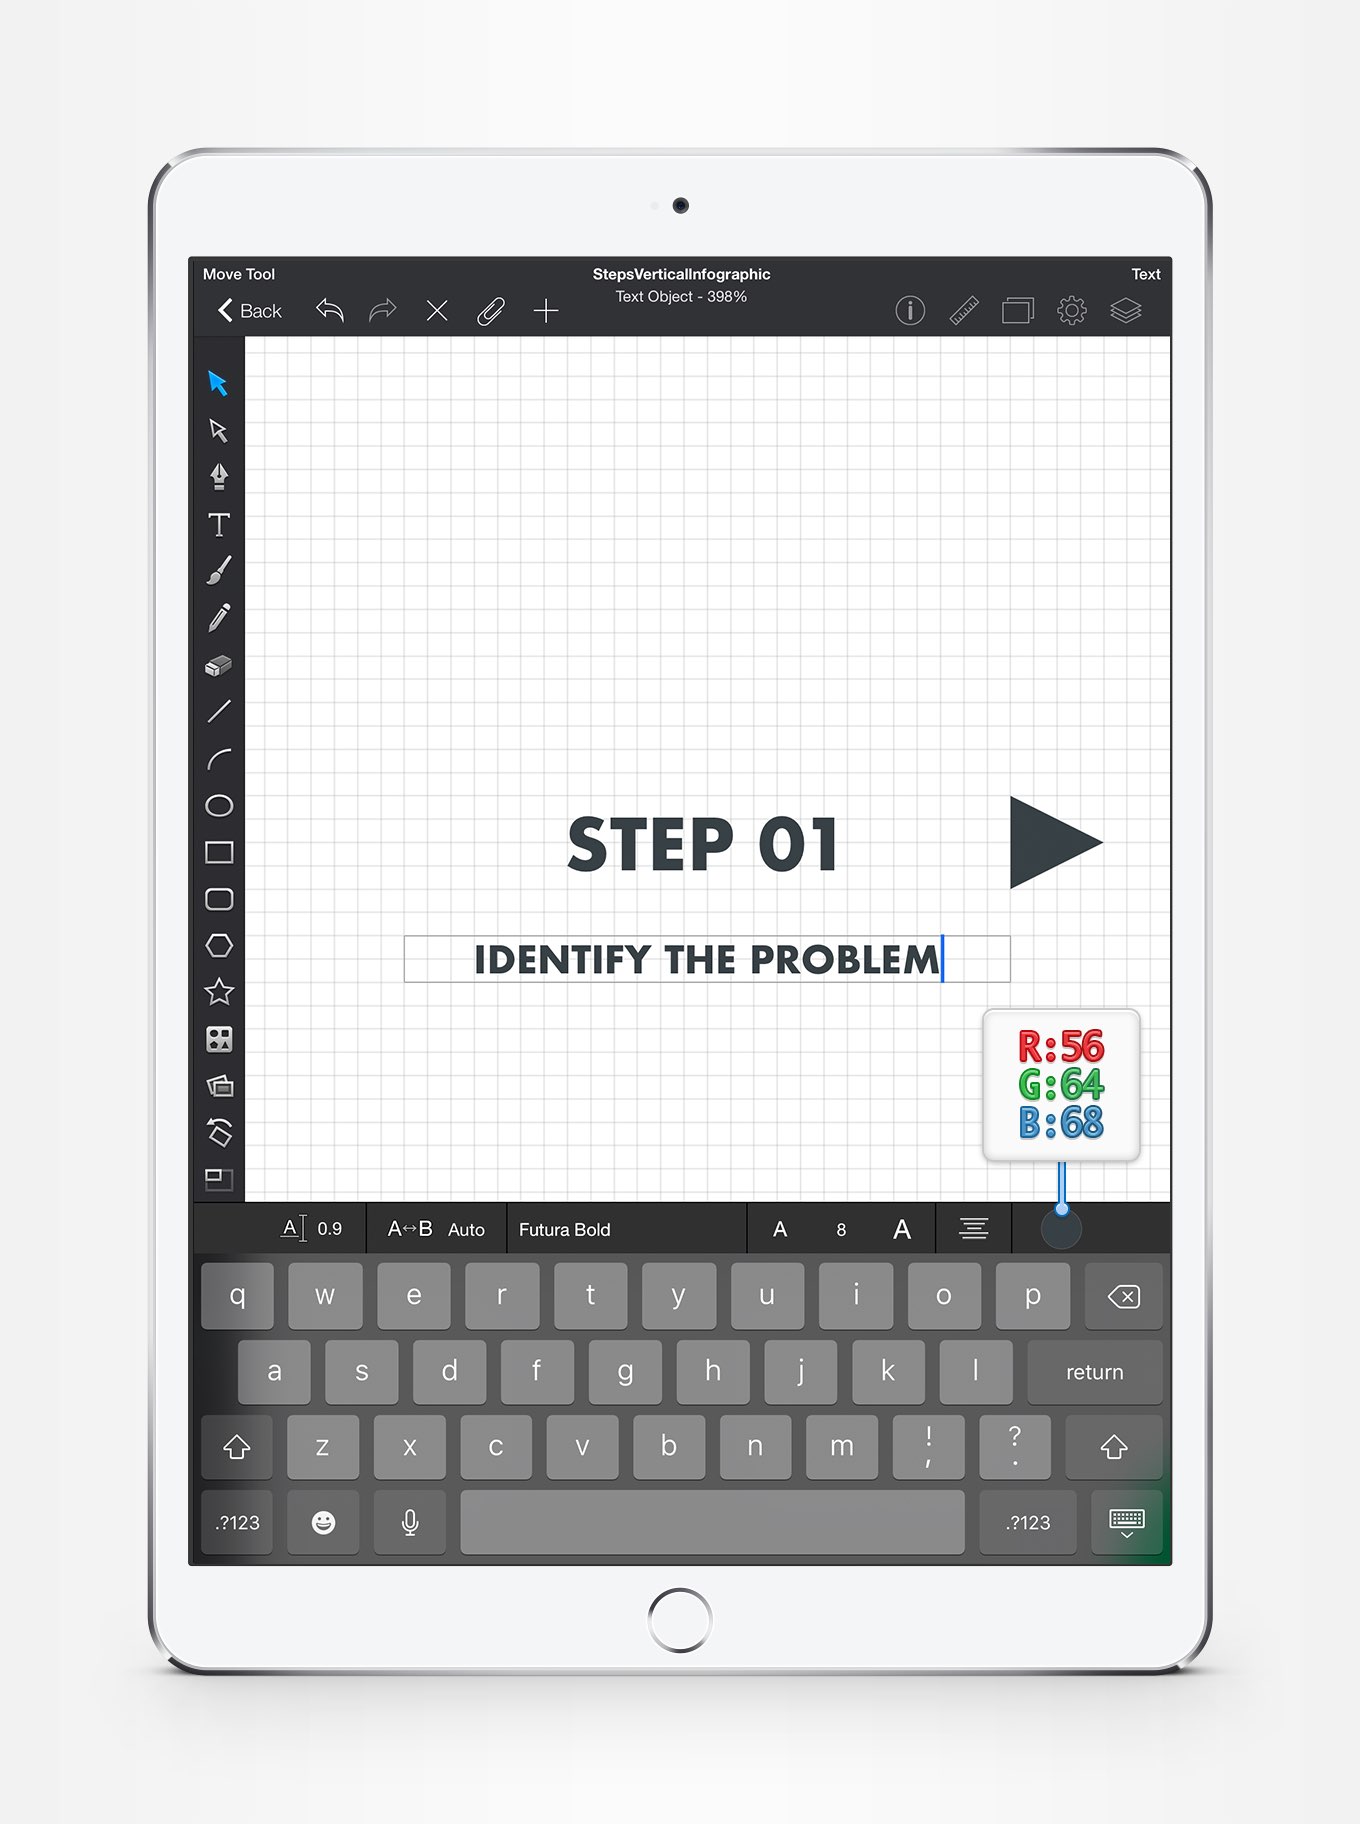 Move Tool
StepsVerticalInfographic
Text
Back
Text Object - 398%
STEP 01
IDENTIFY THE PROBLEM
R:56
G:64
B:68
A 0.9 A↔B Auto Futura Bold A 8 A
q w e r t y u i o p
a s d f g h j k l return
z x c v b n m ! , ? .
.?123 .?123